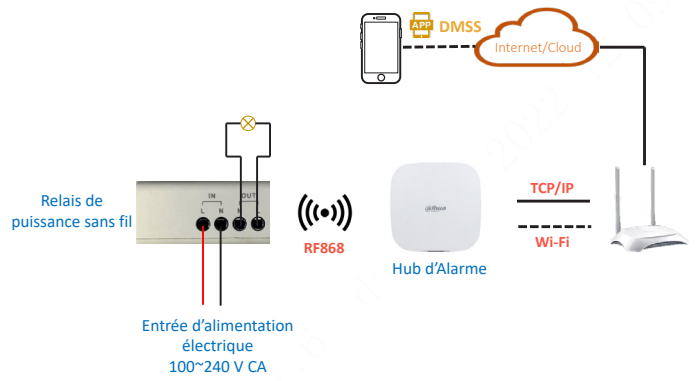 APP DMSS
Internet/Cloud
IN OUT
L N N
Relais de
puissance sans fil
RF868
alhua
Hub d’Alarme
TCP/IP
Wi-Fi
Entrée d’alimentation
électrique
100~240 V CA